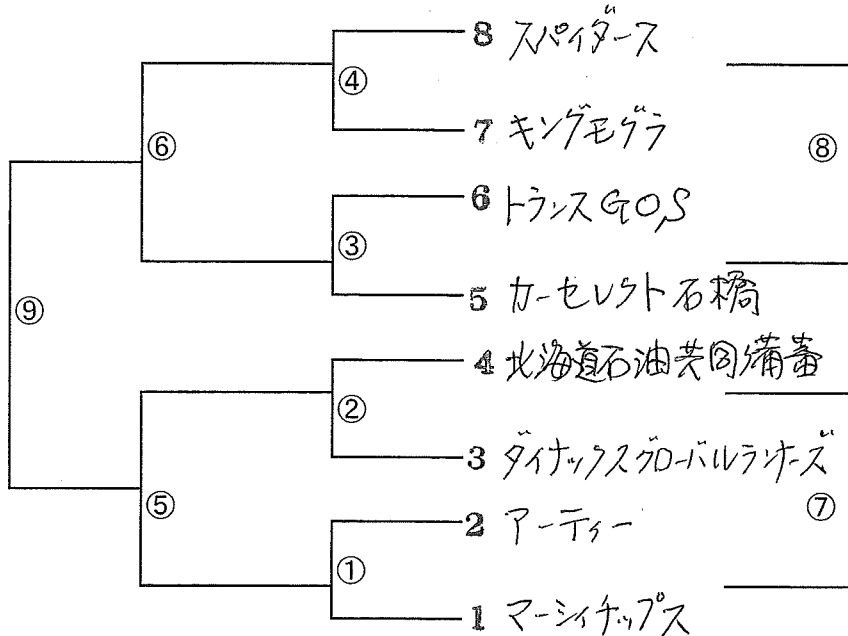 8 スパイダース
④
7 キングモグラ
⑥
⑧
6 トランスGO,S
③
5 カーセレクト石橋
⑨
4 北海道石油共同備蓄
②
3 ダイナックスグローバルランナーズ
⑤
⑦
2 アーティー
①
1 マーシィチップス